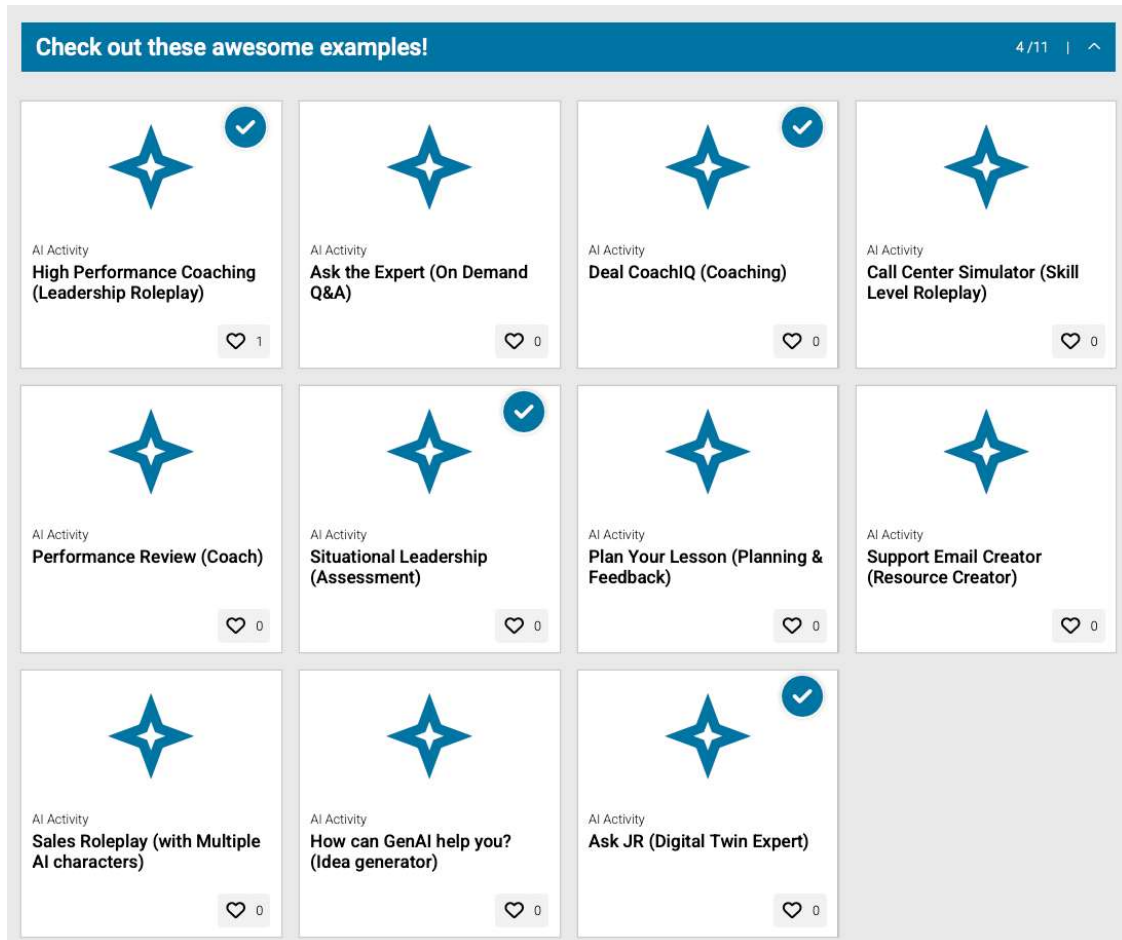 Check out these awesome examples!
4/11 |
AI Activity
High Performance Coaching
(Leadership Roleplay)
1
AI Activity
Ask the Expert (On Demand
Q&A)
0
AI Activity
Deal CoachIQ (Coaching)
0
AI Activity
Call Center Simulator (Skill
Level Roleplay)
0
AI Activity
Performance Review (Coach)
0
AI Activity
Situational Leadership
(Assessment)
0
AI Activity
Plan Your Lesson (Planning &
Feedback)
0
AI Activity
Support Email Creator
(Resource Creator)
0
AI Activity
Sales Roleplay (with Multiple
AI characters)
0
AI Activity
How can GenAI help you?
(Idea generator)
0
AI Activity
Ask JR (Digital Twin Expert)
0